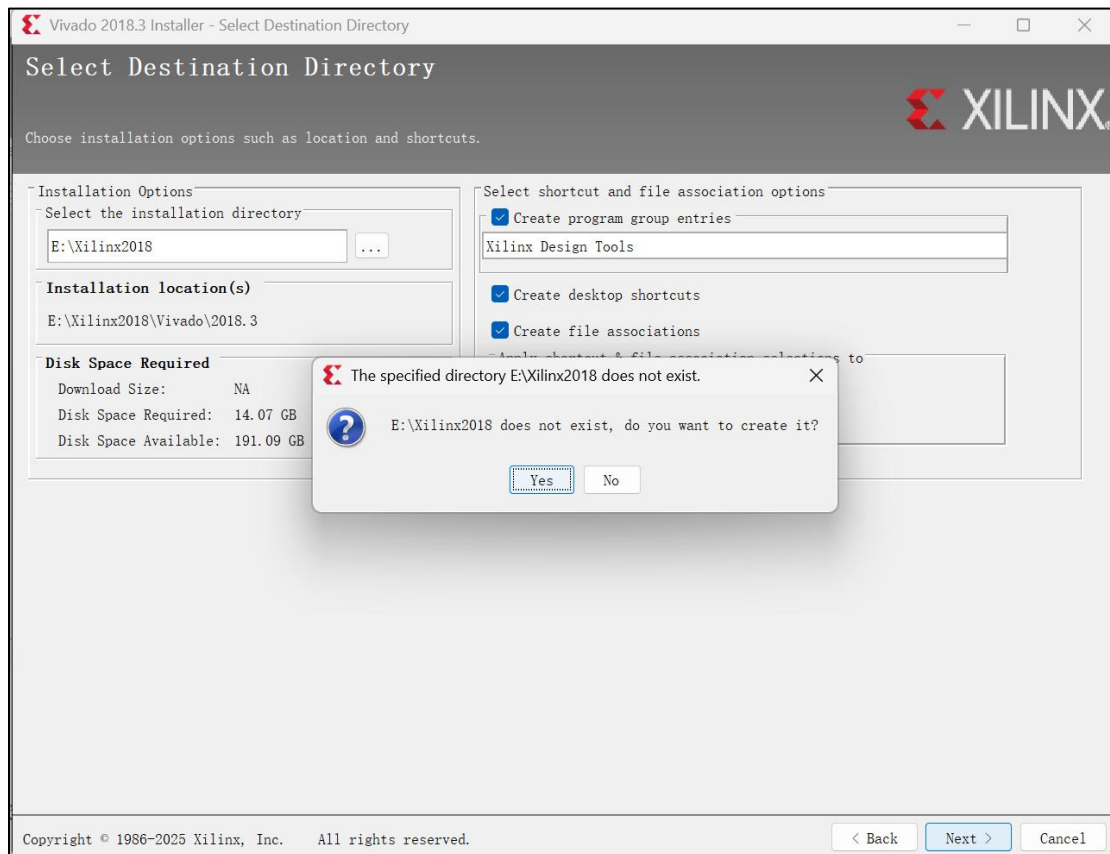 Vivado 2018.3 Installer - Select Destination Directory
Select Destination Directory
XILINX
Choose installation options such as location and shortcuts.
Installation Options
Select the installation directory
E:\Xilinx2018
...
Installation location(s)
E:\Xilinx2018\Vivado\2018.3
Disk Space Required
Download Size: NA
Disk Space Required: 14.07 GB
Disk Space Available: 191.09 GB
Select shortcut and file association options
Create program group entries
Xilinx Design Tools
Create desktop shortcuts
Create file associations
Apply shortcut & file association selections to
The specified directory E:\Xilinx2018 does not exist.
E:\Xilinx2018 does not exist, do you want to create it?
Yes No
Copyright © 1986-2025 Xilinx, Inc. All rights reserved.
< Back Next > Cancel